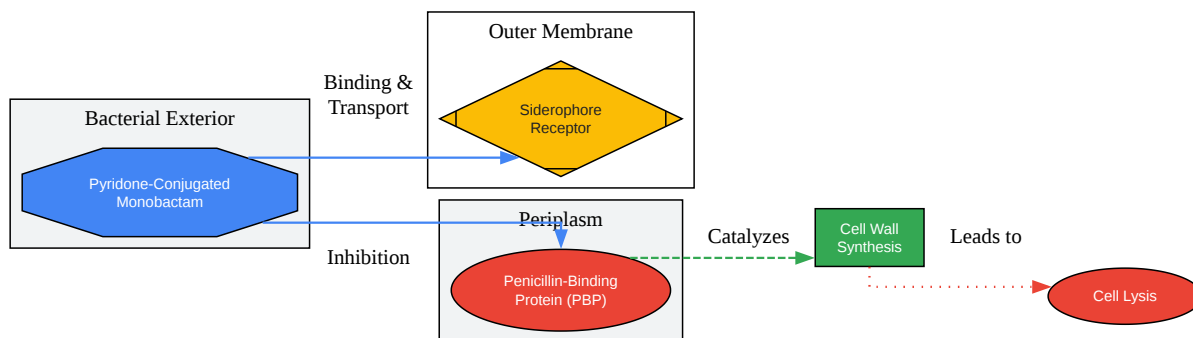 Outer Membrane
Binding &
Transport
Siderophore
Receptor
Bacterial Exterior
Pyridone-Conjugated
Monobactam
Periplasm
Inhibition
Penicillin-Binding
Protein (PBP)
Catalyzes
Cell Wall
Synthesis
Leads to
Cell Lysis